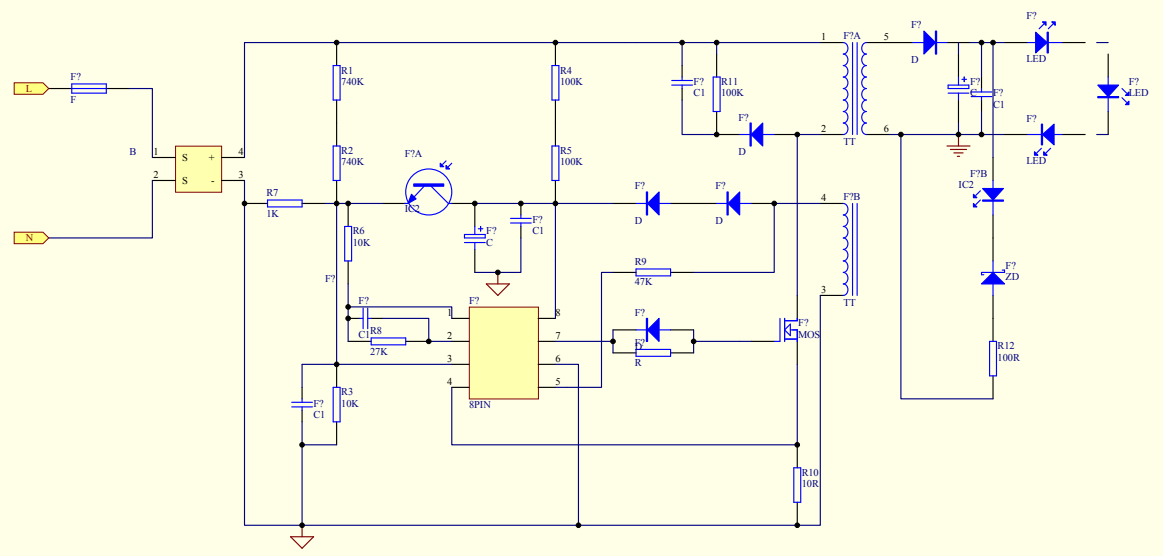 L
F?
F
N
B
1
2
S +
S -
4
3
R1
740K
R2
740K
R7
1K
F?A
IC2
R6
10K
F?
F?
C1
R8
27K
F?
C1
R3
10K
F?
C
F?
C1
R4
100K
R5
100K
F?
1
2
3
4
8
7
6
5
8PIN
F?
D
F?
D
R9
47K
F?
D
F?
R
F?
MOS
R10
10R
F?
C1
R11
100K
F?
D
1
F?A
5
2
6
TT
4
F?B
3
TT
F?
D
F?
C
F?
C1
F?
LED
F?
LED
F?
LED
F?B
IC2
F?
ZD
R12
100R